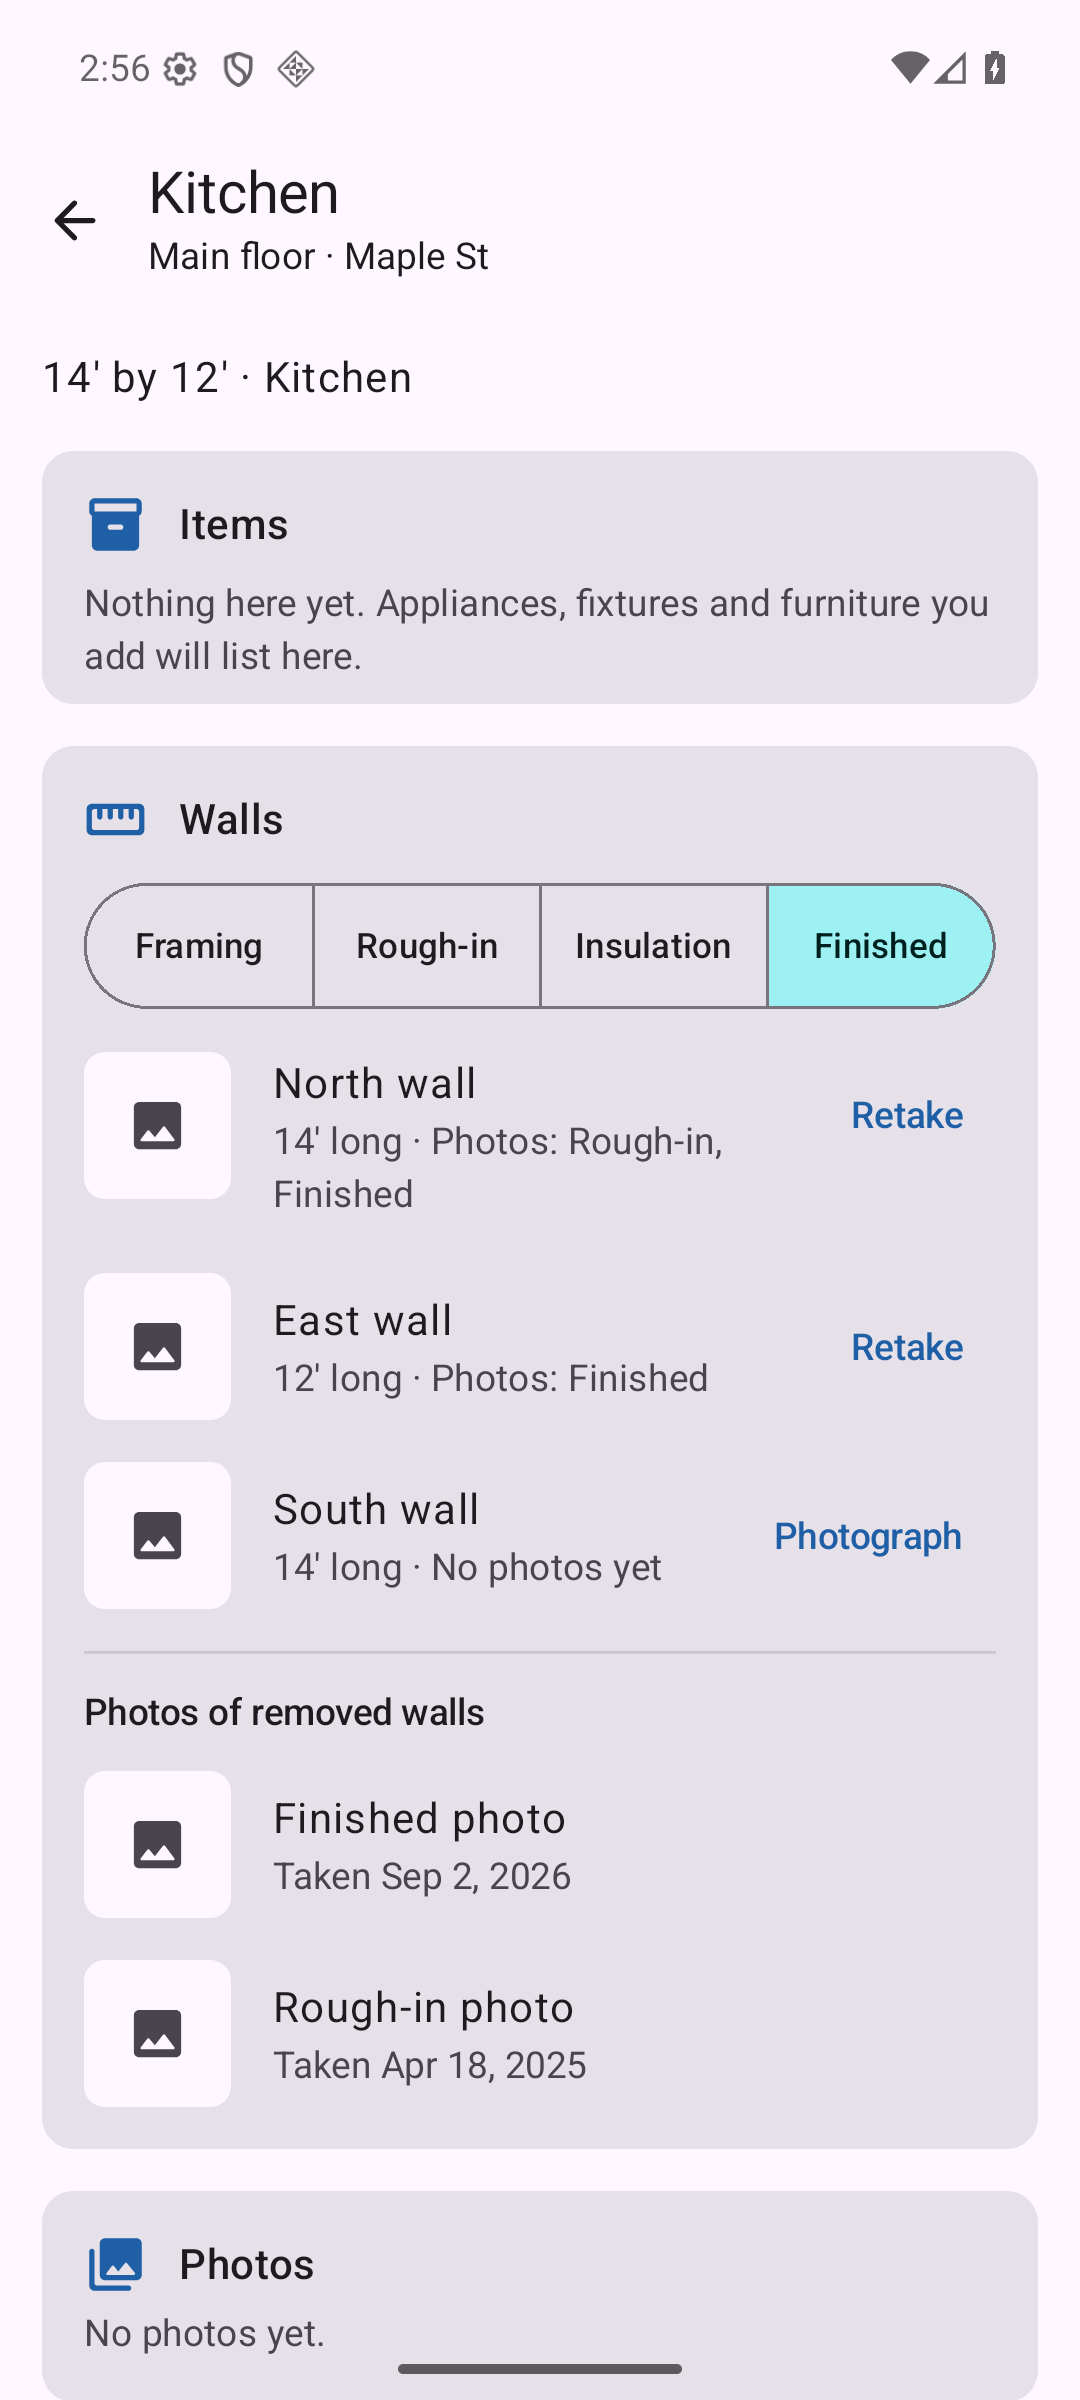 2:56
Kitchen
Main floor · Maple St
14' by 12' · Kitchen
Items
Nothing here yet. Appliances, fixtures and furniture you
add will list here.
Walls
Framing
Rough-in
Insulation
Finished
North wall
14' long · Photos: Rough-in,
Finished
Retake
East wall
12' long · Photos: Finished
Retake
South wall
14' long · No photos yet
Photograph
Photos of removed walls
Finished photo
Taken Sep 2, 2026
Rough-in photo
Taken Apr 18, 2025
Photos
No photos yet.